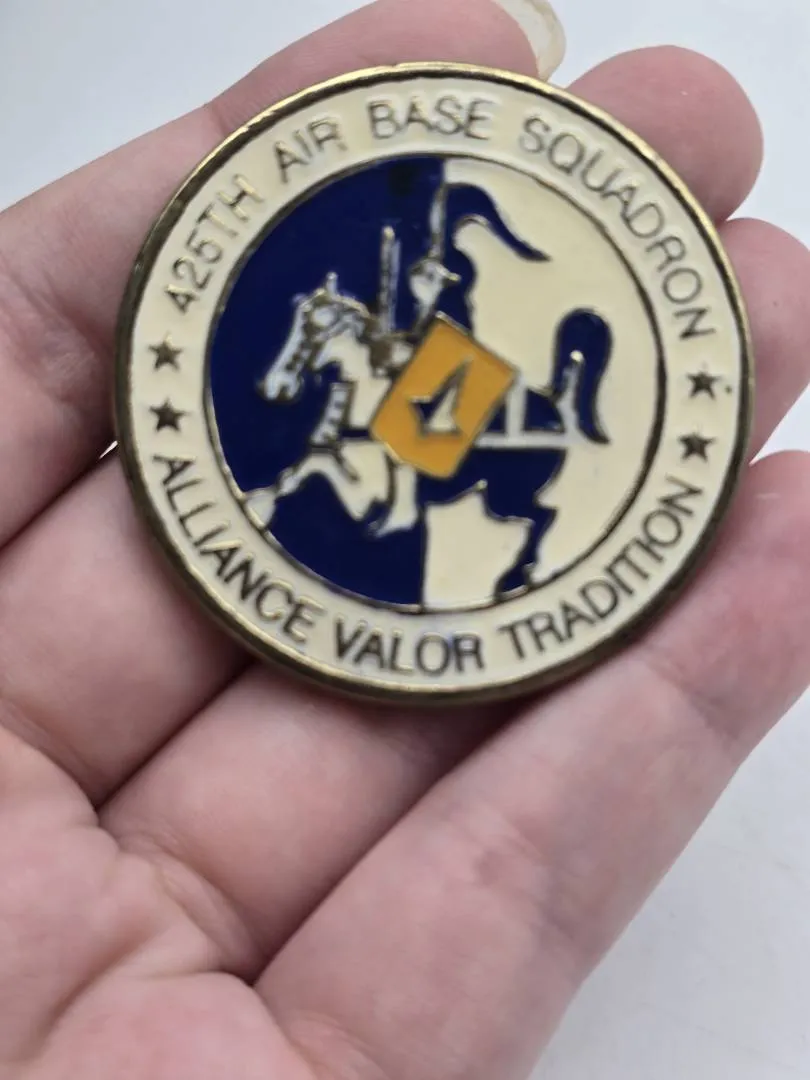 425TH AIR BASE SQUADRON
ALLIANCE VALOR TRADITION